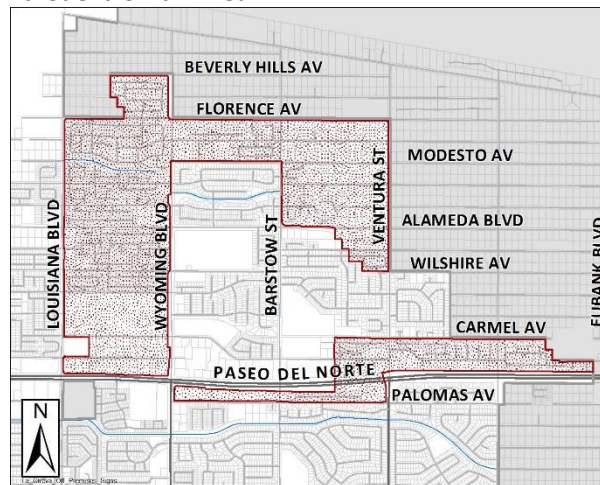 BEVERLY HILLS AV
FLORENCE AV
MODESTO AV
VENTURA ST
ALAMEDA BLVD
LOUISIANA BLVD
WYOMING BLVD
BARSTOW ST
WILSHIRE AV
EUBANK BLVD
CARMEL AV
PASEO DEL NORTE
PALOMAS AV
N